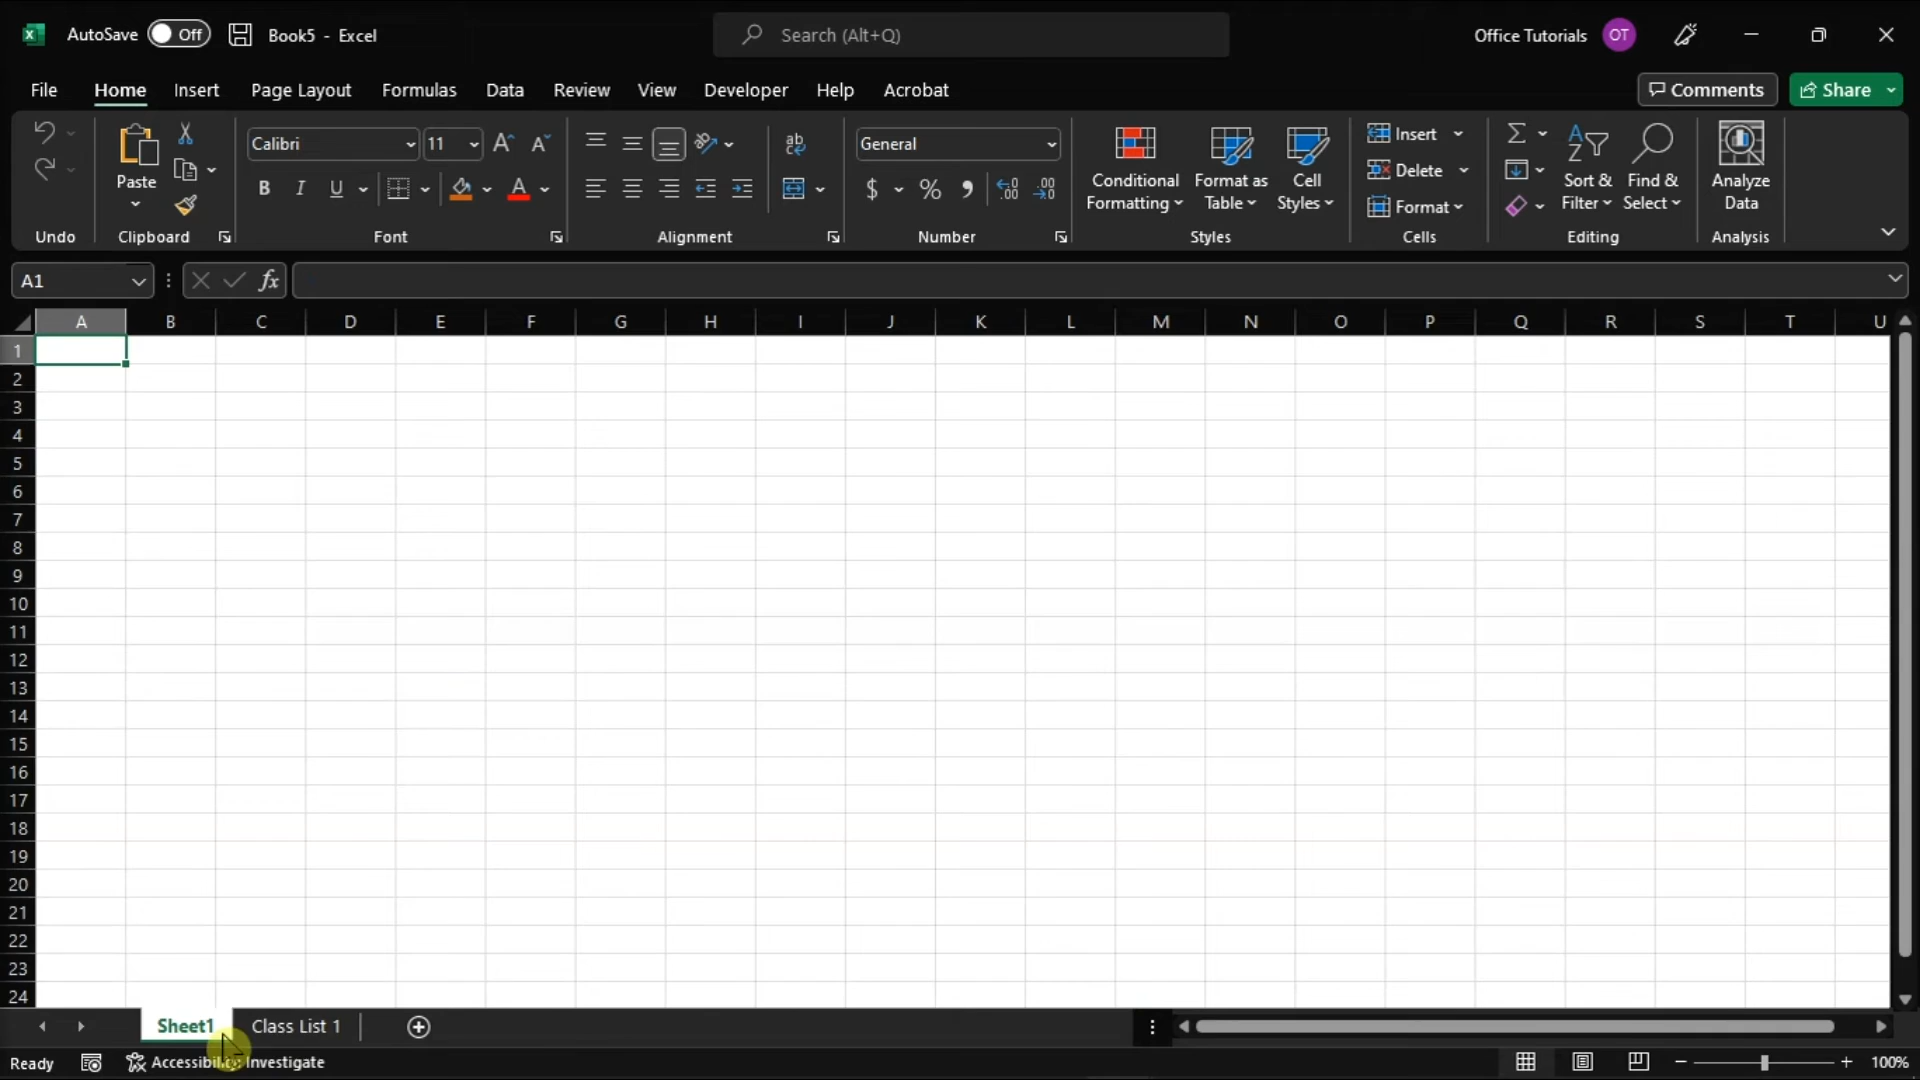 AutoSave Off Book5 - Excel Search (Alt+Q) Office Tutorials OT
File Home Insert Page Layout Formulas Data Review View Developer Help Acrobat Comments Share
Calibri 11 General Insert
Paste Conditional Formatting Format as Table Cell Styles Delete Sort & Filter Find & Select Analyze Data
Format
Undo Clipboard Font Alignment Number Styles Cells Editing Analysis
A1 fx
A B C D E F G H I J K L M N O P Q R S T U
1
2
3
4
5
6
7
8
9
10
11
12
13
14
15
16
17
18
19
20
21
22
23
24
Sheet1 Class List 1
Ready Accessibility: Investigate 100%